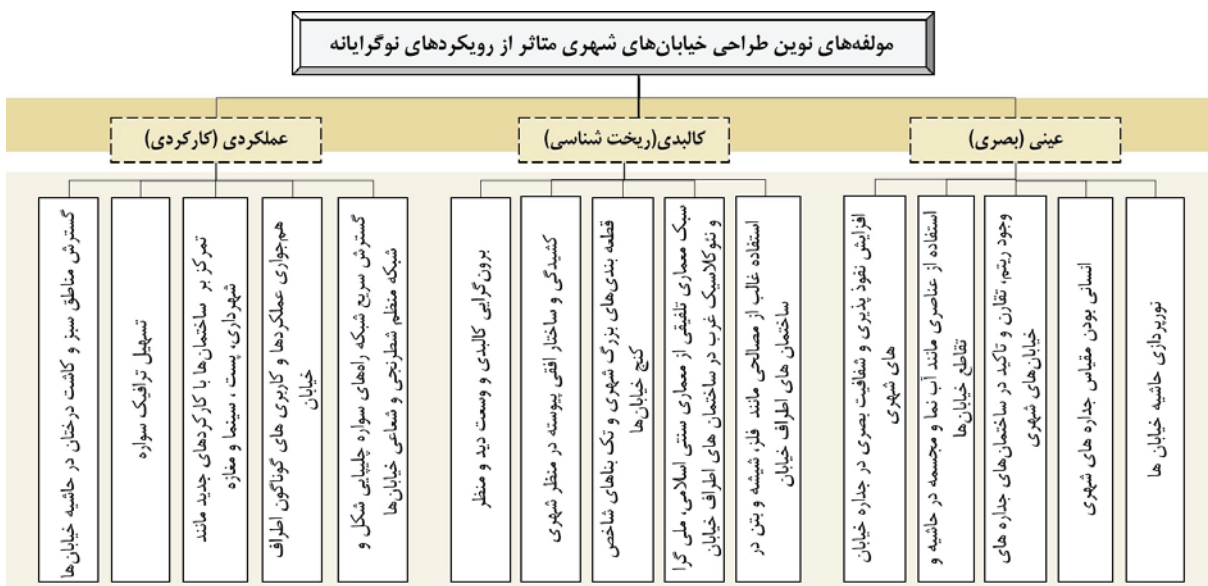 مولفه‌های نوین طراحی خیابان‌های شهری متاثر از رویکردهای نوگرایانه
عینی (بصری)
نورپردازی حاشیه خیابان ها
انسانی بودن مقیاس جداره های شهری
وجود ریتم، تقارن و تاکید در ساختمان‌های جداره های
خیابان‌های شهری
استفاده از عناصری مانند آب نما و مجسمه در حاشیه و
تقاطع خیابان‌ها
افزایش نفوذ پذیری و شفافیت بصری در جداره خیابان
های شهری
کالبدی(ریخت شناسی)
استفاده غالب از مصالحی مانند فلز، شیشه و بتن در
ساختمان های اطراف خیابان
سبک معماری تلفیقی از معماری سنتی اسلامی، ملی گرا
و نئوکلاسیک غرب در ساختمان های اطراف خیابان
قطعه بندی‌های بزرگ شهری و تک بناهای شاخص
کنج خیابان‌ها
کشیدگی و ساختار افقی پیوسته در منظر شهری
برون‌گرایی کالبدی و وسعت دید و منظر
عملکردی (کارکردی)
گسترش سریع شبکه راه‌های سواره چلیپایی شکل و
شبکه منظم شطرنجی و شعاعی خیابان‌ها
هم‌جواری عملکردها و کاربری های گوناگون اطراف
خیابان
تمرکز بر ساختمان‌ها با کارکردهای جدید مانند
شهرداری، پست ، سینما و مغازه
تسهیل ترافیک سواره
گسترش مناطق سبز و کاشت درختان در حاشیه خیابان‌ها